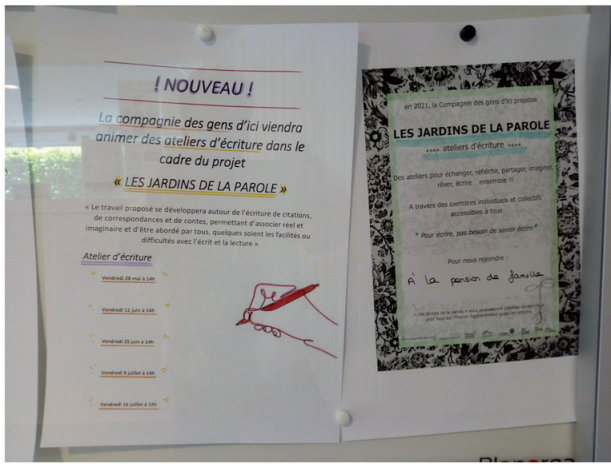 ! NOUVEAU !
La compagnie des gens d'ici viendra
animer des ateliers d'écriture dans le
cadre du projet
« LES JARDINS DE LA PAROLE »
« Le travail proposé se développera autour de l'écriture de citations,
de correspondances et de contes, permettant d'associer réel et
imaginaire et d'être abordé par tous, quelques soient les facilités ou
difficultés avec l'écrit et la lecture »
Atelier d'écriture
Vendredi 28 mai à 14h
Vendredi 11 juin à 14h
Vendredi 25 juin à 14h
Vendredi 9 juillet à 14h
Vendredi 16 juillet à 14h
en 2021, la Compagnie des gens d'ici propose
LES JARDINS DE LA PAROLE
**** ateliers d'écriture ****
Des ateliers pour échanger, refléchir, partager, imaginer,
rêver, écrire ensemble !!!
A travers des exercices individuels et collectifs
accessibles à tous
" Pour écrire, pas besoin de savoir écrire "
Pour nous rejoindre :
À la pension de famille